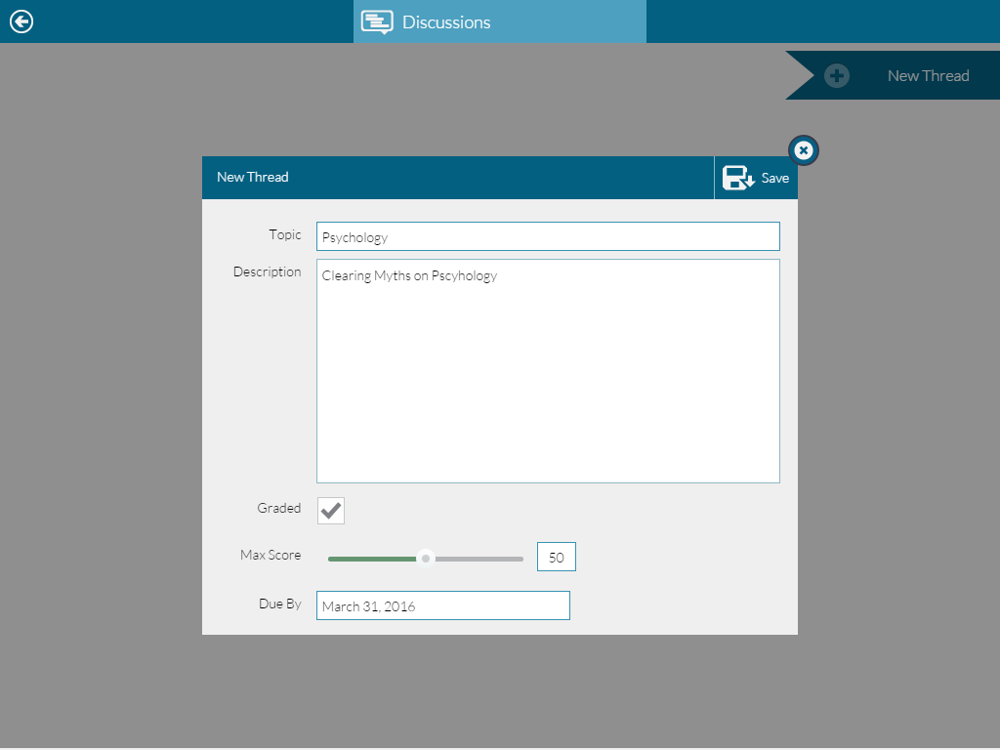 Discussions
New Thread
New Thread
Save
Topic
Psychology
Description
Clearing Myths on Pscyhology
Graded
Max Score
50
Due By
March 31, 2016